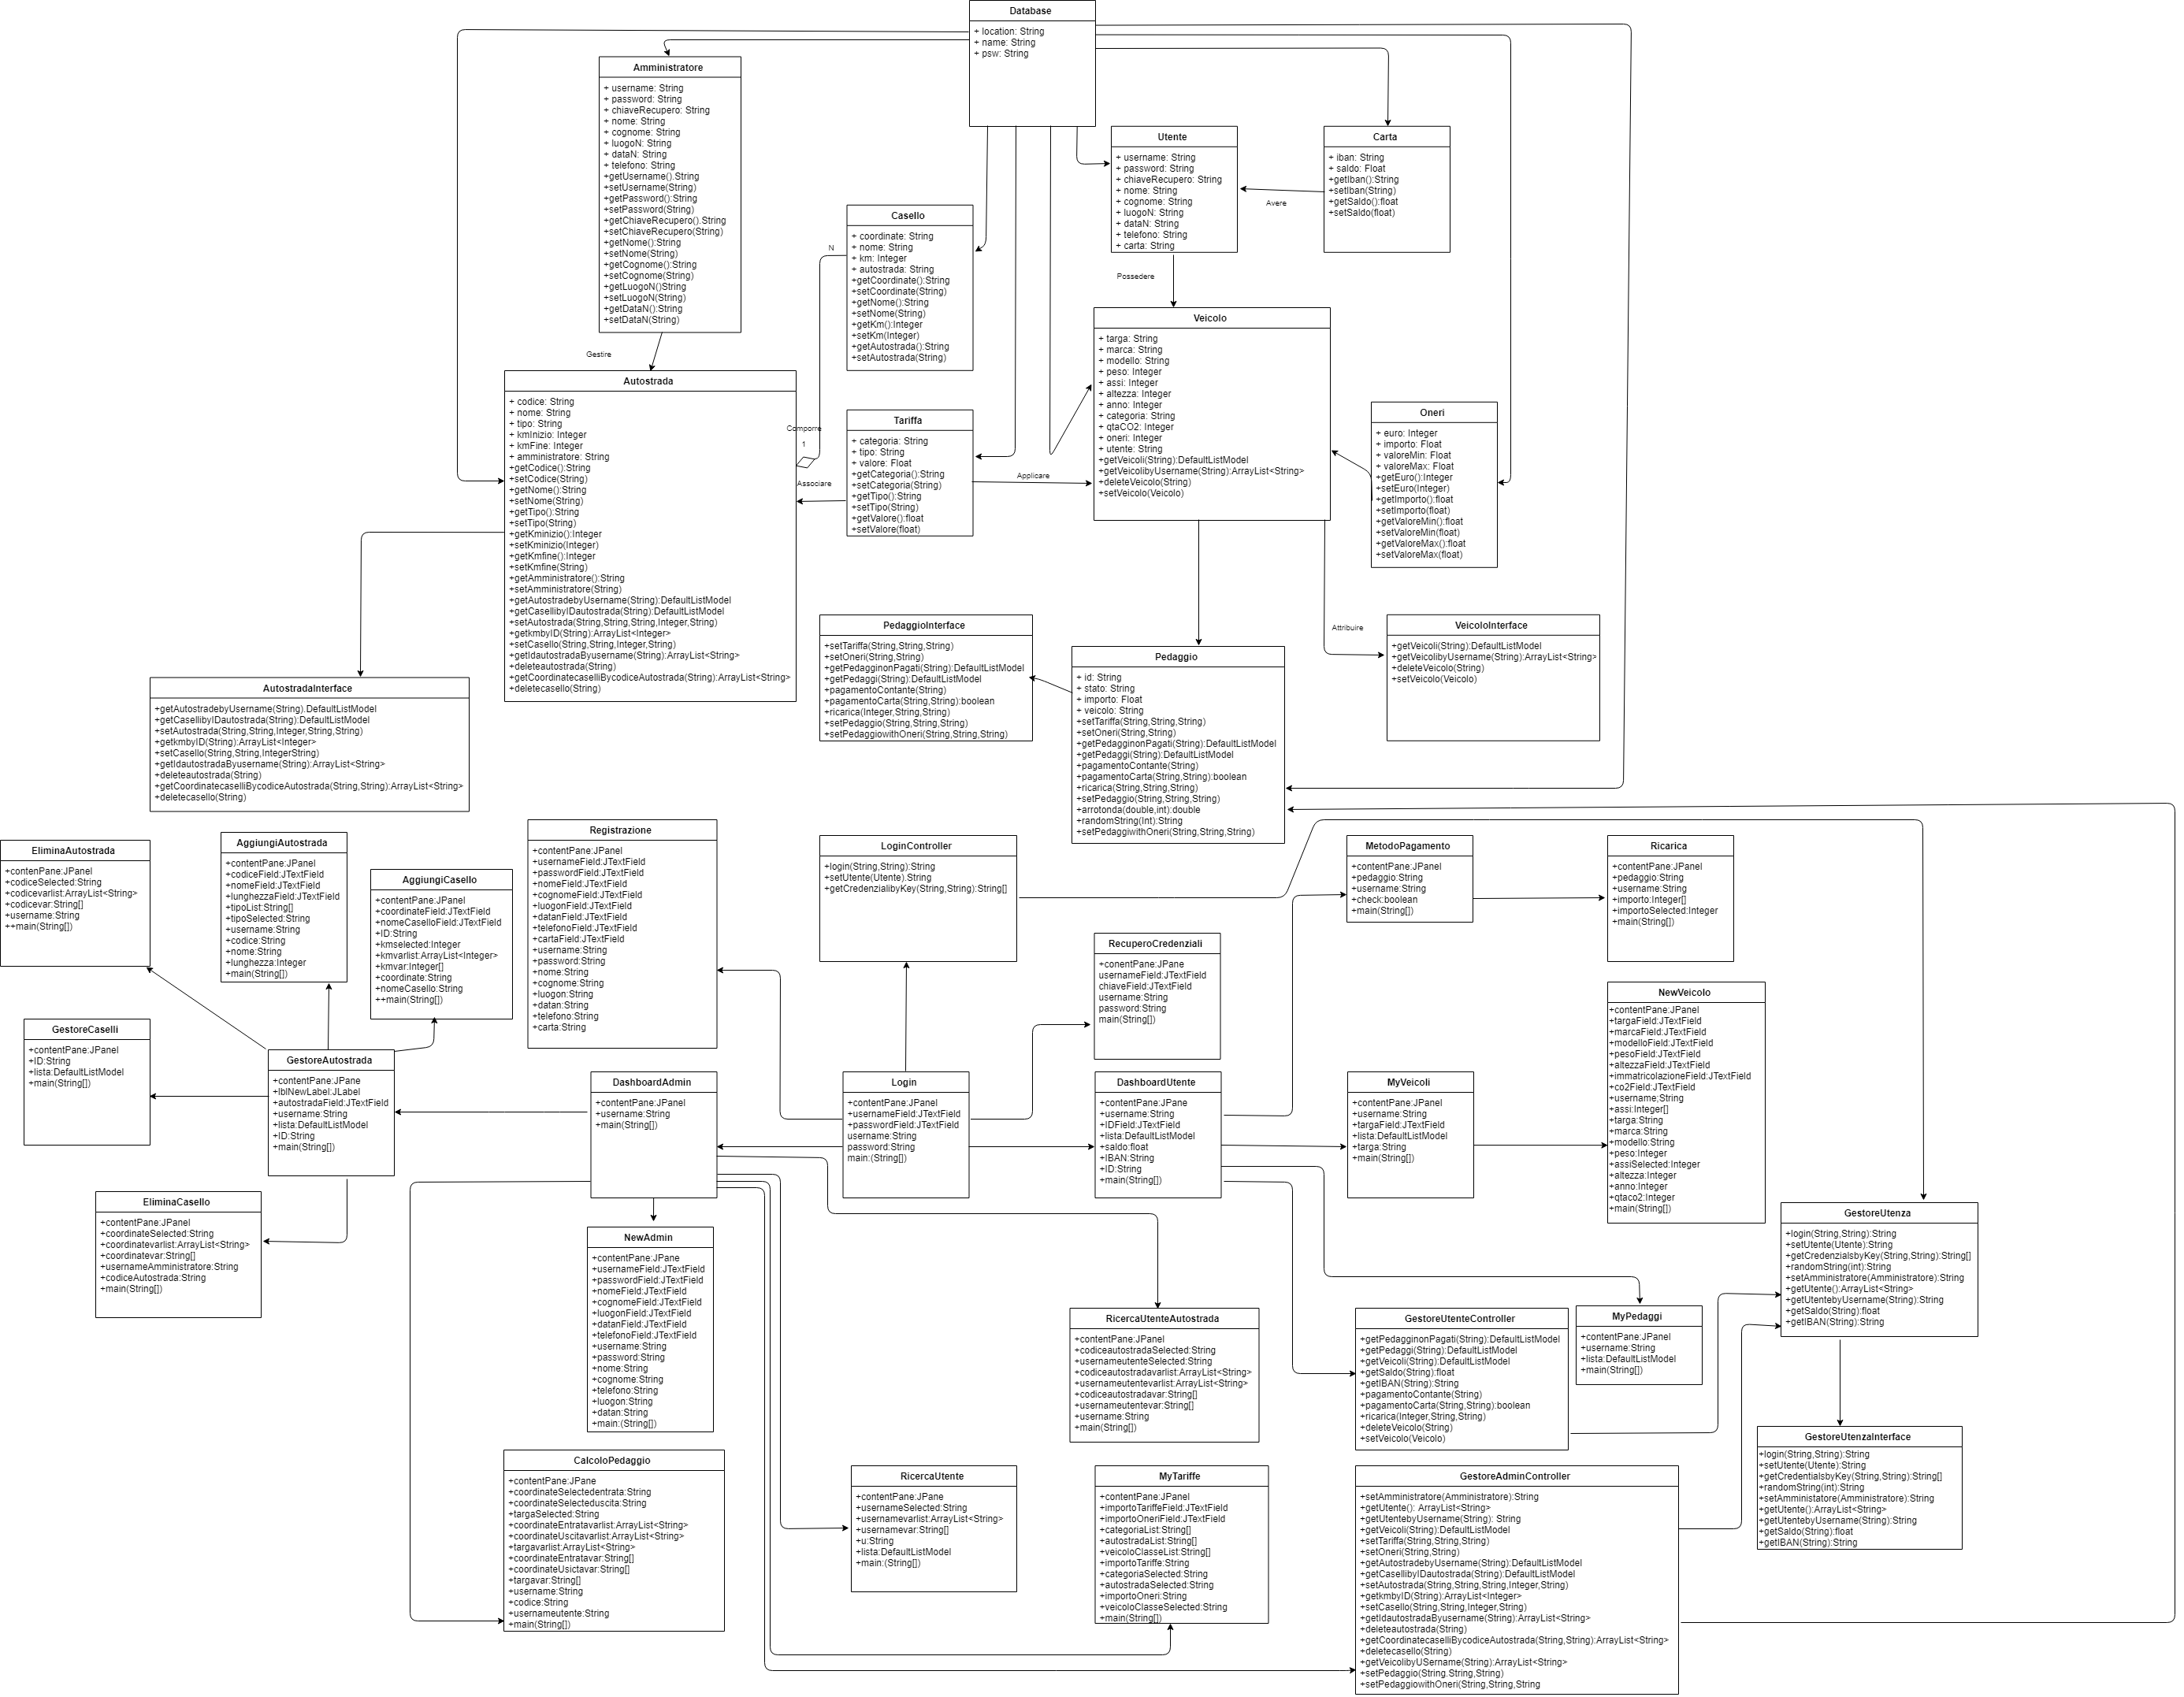 Database
+ location: String
+ name: String
+ psw: String
Amministratore
+ username: String
+ password: String
+ chiaveRecupero: String
+ nome: String
+ cognome: String
+ luogoN: String
+ dataN: String
+ telefono: String
+getUsername().String
+setUsername(String)
+getPassword():String
+setPassword(String)
+getChiaveRecupero().String
+setChiaveRecupero(String)
+getNome():String
+setNome(String)
+getCognome():String
+setCognome(String)
+getLuogoN()String
+setLuogoN(String)
+getDataN():String
+setDataN(String)
Utente
+ username: String
+ password: String
+ chiaveRecupero: String
+ nome: String
+ cognome: String
+ luogoN: String
+ dataN: String
+ telefono: String
+ carta: String
Carta
+ iban: String
+ saldo: Float
+getIban():String
+setIban(String)
+getSaldo():float
+setSaldo(float)
Avere
Casello
+ coordinate: String
+ nome: String
+ km: Integer
+ autostrada: String
+getCoordinate():String
+setCoordinate(String)
+getNome():String
+setNome(String)
+getKm():Integer
+setKm(Integer)
+getAutostrada():String
+setAutostrada(String)
N
Possedere
Gestire
Veicolo
+ targa: String
+ marca: String
+ modello: String
+ peso: Integer
+ assi: Integer
+ altezza: Integer
+ anno: Integer
+ categoria: String
+ qtaCO2: Integer
+ oneri: Integer
+ utente: String
+getVeicoli(String):DefaultListModel
+getVeicolibyUsername(String):ArrayList<String>
+deleteVeicolo(String)
+setVeicolo(Veicolo)
Autostrada
+ codice: String
+ nome: String
+ tipo: String
+ kmInizio: Integer
+ kmFine: Integer
+ amministratore: String
+getCodice():String
+setCodice(String)
+getNome():String
+setNome(String)
+getTipo():String
+setTipo(String)
+getKminizio():Integer
+setKminizio(Integer)
+getKmfine():Integer
+setKmfine(String)
+getAmministratore():String
+setAmministratore(String)
+getAutostradebyUsername(String):DefaultListModel
+getCasellibyIDautostrada(String):DefaultListModel
+setAutostrada(String,String,String,Integer,String)
+getkmbyID(String):ArrayList<Integer>
+setCasello(String,String,Integer,String)
+getIdautostradaByusername(String):ArrayList<String>
+deleteautostrada(String)
+getCoordinatecaselliBycodiceAutostrada(String):ArrayList<String>
+deletecasello(String)
Comporre
1
Associare
Tariffa
+ categoria: String
+ tipo: String
+ valore: Float
+getCategoria():String
+setCategoria(String)
+getTipo():String
+setTipo(String)
+getValore():float
+setValore(float)
Applicare
Oneri
+ euro: Integer
+ importo: Float
+ valoreMin: Float
+ valoreMax: Float
+getEuro():Integer
+setEuro(Integer)
+getImporto():float
+setImporto(float)
+getValoreMin():float
+setValoreMin(float)
+getValoreMax():float
+setValoreMax(float)
PedaggioInterface
+setTariffa(String,String,String)
+setOneri(String,String)
+getPedagginonPagati(String):DefaultListModel
+getPedaggi(String):DefaultListModel
+pagamentoContante(String)
+pagamentoCarta(String,String):boolean
+ricarica(Integer,String,String)
+setPedaggio(String,String,String)
+setPedaggiowithOneri(String,String,String)
Pedaggio
+ id: String
+ stato: String
+ importo: Float
+ veicolo: String
+setTariffa(String,String,String)
+setOneri(String,String)
+getPedagginonPagati(String):DefaultListModel
+getPedaggi(String):DefaultListModel
+pagamentoContante(String)
+pagamentoCarta(String,String):boolean
+ricarica(String,String,String)
+setPedaggio(String,String,String)
+arrotonda(double,int):double
+randomString(Int):String
+setPedaggiwithOneri(String,String,String)
Attribuire
VeicoloInterface
+getVeicoli(String):DefaultListModel
+getVeicolibyUsername(String):ArrayList<String>
+deleteVeicolo(String)
+setVeicolo(Veicolo)
AutostradaInterface
+getAutostradebyUsername(String).DefaultListModel
+getCasellibyIDautostrada(String):DefaultListModel
+setAutostrada(String,String,Integer,String,String)
+getkmbyID(String):ArrayList<Integer>
+setCasello(String,String,IntegerString)
+getIdautostradaByusername(String):ArrayList<String>
+deleteautostrada(String)
+getCoordinatecaselliBycodiceAutostrada(String,String):ArrayList<String>
+deletecasello(String)
EliminaAutostrada
+contenPane:JPanel
+codiceSelected:String
+codicevarlist:ArrayList<String>
+codicevar:String[]
+username:String
++main(String[])
AggiungiAutostrada
+contentPane:JPanel
+codiceField:JTextField
+nomeField:JTextField
+lunghezzaField:JTextField
+tipoList:String[]
+tipoSelected:String
+username:String
+codice:String
+nome:String
+lunghezza:Integer
+main(String[])
AggiungiCasello
+contentPane:JPanel
+coordinateField:JTextField
+nomeCaselloField:JTextField
+ID:String
+kmselected:Integer
+kmvarlist:ArrayList<Integer>
+kmvar:Integer[]
+coordinate:String
+nomeCasello:String
++main(String[])
Registrazione
+contentPane:JPanel
+usernameField:JTextField
+passwordField:JTextField
+nomeField:JTextField
+cognomeField:JTextField
+luogonField:JTextField
+datanField:JTextField
+telefonoField:JTextField
+cartaField:JTextField
+username:String
+password:String
+nome:String
+cognome:String
+luogon:String
+datan:String
+telefono:String
+carta:String
LoginController
+login(String,String):String
+setUtente(Utente).String
+getCredenzialibyKey(String,String):String[]
MetodoPagamento
+contentPane:JPanel
+pedaggio:String
+username:String
+check:boolean
+main(String[])
Ricarica
+contentPane:JPanel
+pedaggio:String
+username:String
+importo:Integer[]
+importoSelected:Integer
+main(String[])
RecuperoCredenziali
+conentPane:JPane
usernameField:JTextField
chiaveField:JTextField
username:String
password:String
main(String[])
NewVeicolo
+contentPane:JPanel
+targaField:JTextField
+marcaField:JTextField
+modelloField:JTextField
+pesoField:JTextField
+altezzaField:JTextField
+immatricolazioneField:JTextField
+co2Field:JTextField
+username;String
+assi:Integer[]
+targa:String
+marca:String
+modello:String
+peso:Integer
+assiSelected:Integer
+altezza:Integer
+anno:Integer
+qtaco2:Integer
+main(String[])
GestoreCaselli
+contentPane:JPanel
+ID:String
+lista:DefaultListModel
+main(String[])
GestoreAutostrada
+contentPane:JPane
+lblNewLabel:JLabel
+autostradaField:JTextField
+username:String
+lista:DefaultListModel
+ID:String
+main(String[])
DashboardAdmin
+contentPane:JPanel
+username:String
+main(String[])
Login
+contentPane:JPanel
+usernameField:JTextField
+passwordField:JTextField
username:String
password:String
main:(String[])
DashboardUtente
+contentPane:JPane
+username:String
+IDField:JTextField
+lista:DefaultListModel
+saldo:float
+IBAN:String
+ID:String
+main(String[])
MyVeicoli
+contentPane:JPanel
+username:String
+targaField:JTextField
+lista:DefaultListModel
+targa:String
+main(String[])
EliminaCasello
+contentPane:JPanel
+coordinateSelected:String
+coordinatevarlist:ArrayList<String>
+coordinatevar:String[]
+usernameAmministratore:String
+codiceAutostrada:String
+main(String[])
NewAdmin
+contentPane:JPane
+usernameField:JTextField
+passwordField:JTextField
+nomeField:JTextField
+cognomeField:JTextField
+luogonField:JTextField
+datanField:JTextField
+telefonoField:JTextField
+username:String
+password:String
+nome:String
+cognome:String
+telefono:String
+luogon:String
+datan:String
+main:(String[])
GestoreUtenza
+login(String,String):String
+setUtente(Utente):String
+getCredenzialsbyKey(String,String):String[]
+randomString(int):String
+setAmministratore(Amministratore):String
+getUtente():ArrayList<String>
+getUtentebyUsername(String):String
+getSaldo(String):float
+getIBAN(String):String
RicercaUtenteAutostrada
+contentPane:JPanel
+codiceautostradaSelected:String
+usernameutenteSelected:String
+codiceautostradavarlist:ArrayList<String>
+usernameutentevarlist:ArrayList<String>
+codiceautostradavar:String[]
+usernameutentevar:String[]
+username:String
+main(String[])
GestoreUtenteController
+getPedagginonPagati(String):DefaultListModel
+getPedaggi(String):DefaultListModel
+getVeicoli(String):DefaultListModel
+getSaldo(String):float
+getIBAN(String):String
+pagamentoContante(String)
+pagamentoCarta(String,String):boolean
+ricarica(Integer,String,String)
+deleteVeicolo(String)
+setVeicolo(Veicolo)
MyPedaggi
+contentPane:JPanel
+username:String
+lista:DefaultListModel
+main(String[])
GestoreUtenzaInterface
+login(String,String):String
+setUtente(Utente):String
+getCredentialsbyKey(String,String):String[]
+randomString(int):String
+setAmministatore(Amministratore):String
+getUtente():ArrayList<String>
+getUtentebyUsername(String):String
+getSaldo(String):float
+getIBAN(String):String
CalcoloPedaggio
+contentPane:JPane
+coordinateSelectedentrata:String
+coordinateSelecteduscita:String
+targaSelected:String
+coordinateEntratavarlist:ArrayList<String>
+coordinateUscitavarlist:ArrayList<String>
+targavarlist:ArrayList<String>
+coordinateEntratavar:String[]
+coordinateUsictavar:String[]
+targavar:String[]
+username:String
+codice:String
+usernameutente:String
+main(String[])
RicercaUtente
+contentPane:JPane
+usernameSelected:String
+usernamevarlist:ArrayList<String>
+usernamevar:String[]
+u:String
+lista:DefaultListModel
+main:(String[])
MyTariffe
+contentPane:JPanel
+importoTariffeField:JTextField
+importoOneriField:JTextField
+categoriaList:String[]
+autostradaList:String[]
+veicoloClasseList:String[]
+importoTariffe:String
+categoriaSelected:String
+autostradaSelected:String
+importoOneri:String
+veicoloClasseSelected:String
+main(String[])
GestoreAdminController
+setAmministratore(Amministratore):String
+getUtente(): ArrayList<String>
+getUtentebyUsername(String): String
+getVeicoli(String):DefaultListModel
+setTariffa(String,String,String)
+setOneri(String,String)
+getAutostradebyUsername(String):DefaultListModel
+getCasellibyIDautostrada(String):DefaultListModel
+setAutostrada(String,String,String,Integer,String)
+getkmbyID(String):ArrayList<Integer>
+setCasello(String,String,Integer,String)
+getIdautostradaByusername(String):ArrayList<String>
+deleteautostrada(String)
+getCoordinatecaselliBycodiceAutostrada(String,String):ArrayList<String>
+deletecasello(String)
+getVeicolibyUSername(String):ArrayList<String>
+setPedaggio(String.String,String)
+setPedaggiowithOneri(String,String,String